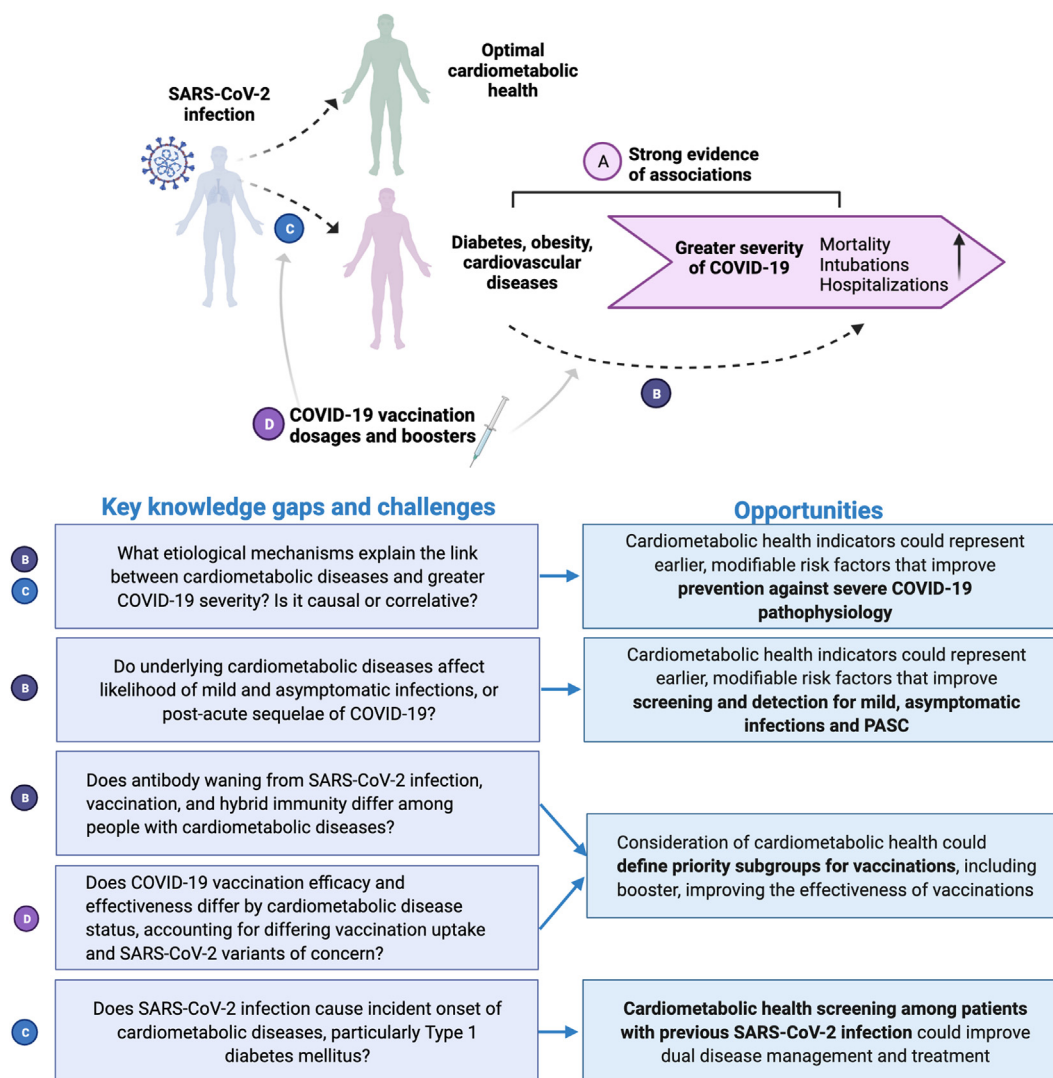 Optimal
cardiometabolic
health
SARS-CoV-2
infection
A
Strong evidence
of associations
C
Diabetes, obesity,
cardiovascular
diseases
Greater severity
of COVID-19
Mortality
Intubations
Hospitalizations
B
D
COVID-19 vaccination
dosages and boosters
Key knowledge gaps and challenges
Opportunities
B
C
What etiological mechanisms explain the link
between cardiometabolic diseases and greater
COVID-19 severity? Is it causal or correlative?
Cardiometabolic health indicators could represent
earlier, modifiable risk factors that improve
prevention against severe COVID-19
pathophysiology
B
Do underlying cardiometabolic diseases affect
likelihood of mild and asymptomatic infections, or
post-acute sequelae of COVID-19?
Cardiometabolic health indicators could represent
earlier, modifiable risk factors that improve
screening and detection for mild, asymptomatic
infections and PASC
B
Does antibody waning from SARS-CoV-2 infection,
vaccination, and hybrid immunity differ among
people with cardiometabolic diseases?
D
Does COVID-19 vaccination efficacy and
effectiveness differ by cardiometabolic disease
status, accounting for differing vaccination uptake
and SARS-CoV-2 variants of concern?
Consideration of cardiometabolic health could
define priority subgroups for vaccinations, including
booster, improving the effectiveness of vaccinations
C
Does SARS-CoV-2 infection cause incident onset of
cardiometabolic diseases, particularly Type 1
diabetes mellitus?
Cardiometabolic health screening among patients
with previous SARS-CoV-2 infection could improve
dual disease management and treatment